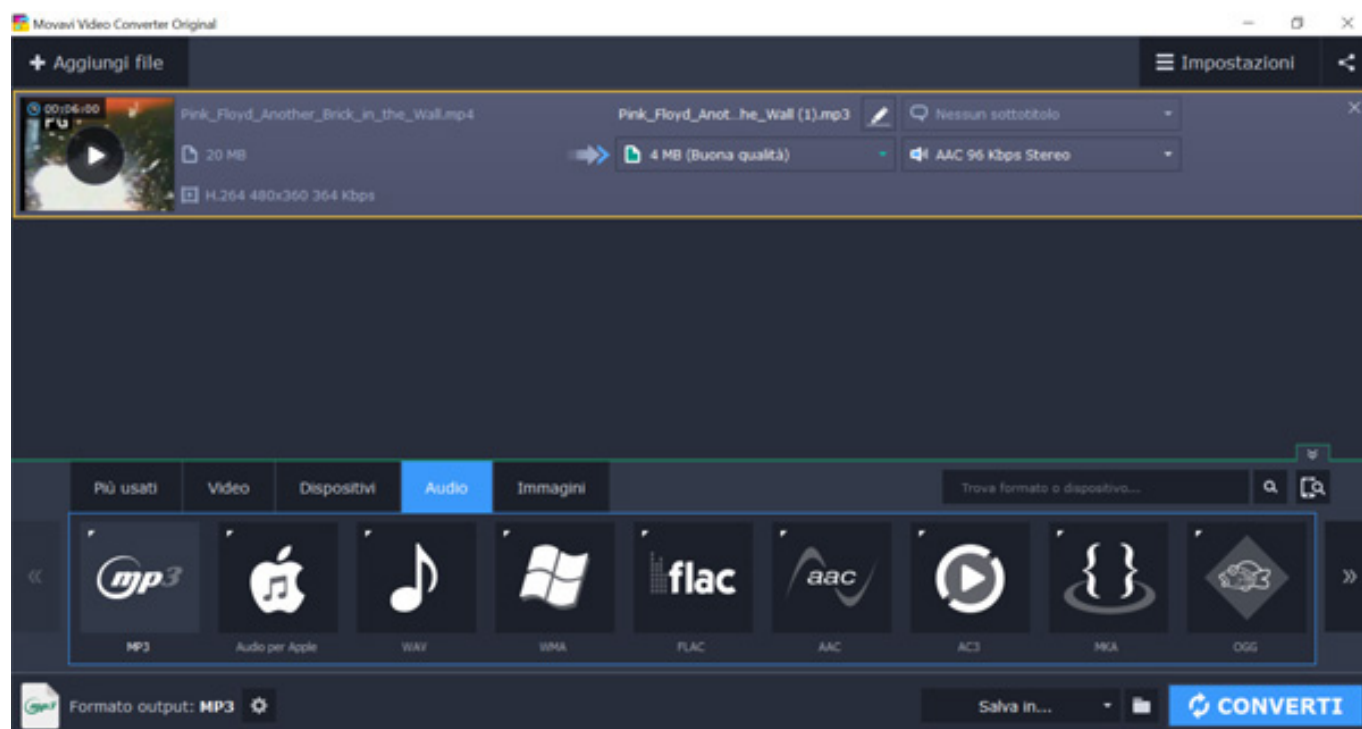 Movavi Video Converter Original
+ Aggiungi file
Impostazioni
00:06:00
PG
Pink_Floyd_Another_Brick_in_the_Wall.mp4
Pink_Floyd_Anot...he_Wall (1).mp3
Nessun sottotitolo
20 MB
4 MB (Buona qualità)
AAC 96 Kbps Stereo
H.264 480x360 364 Kbps
Più usati
Video
Dispositivi
Audio
Immagini
Trova formato o dispositivo...
mp3
flac
aac
{ }
MP3
Audio per Apple
WAV
WMA
FLAC
AAC
AC3
MKA
OGG
Formato output: MP3
Salva in...
CONVERTI